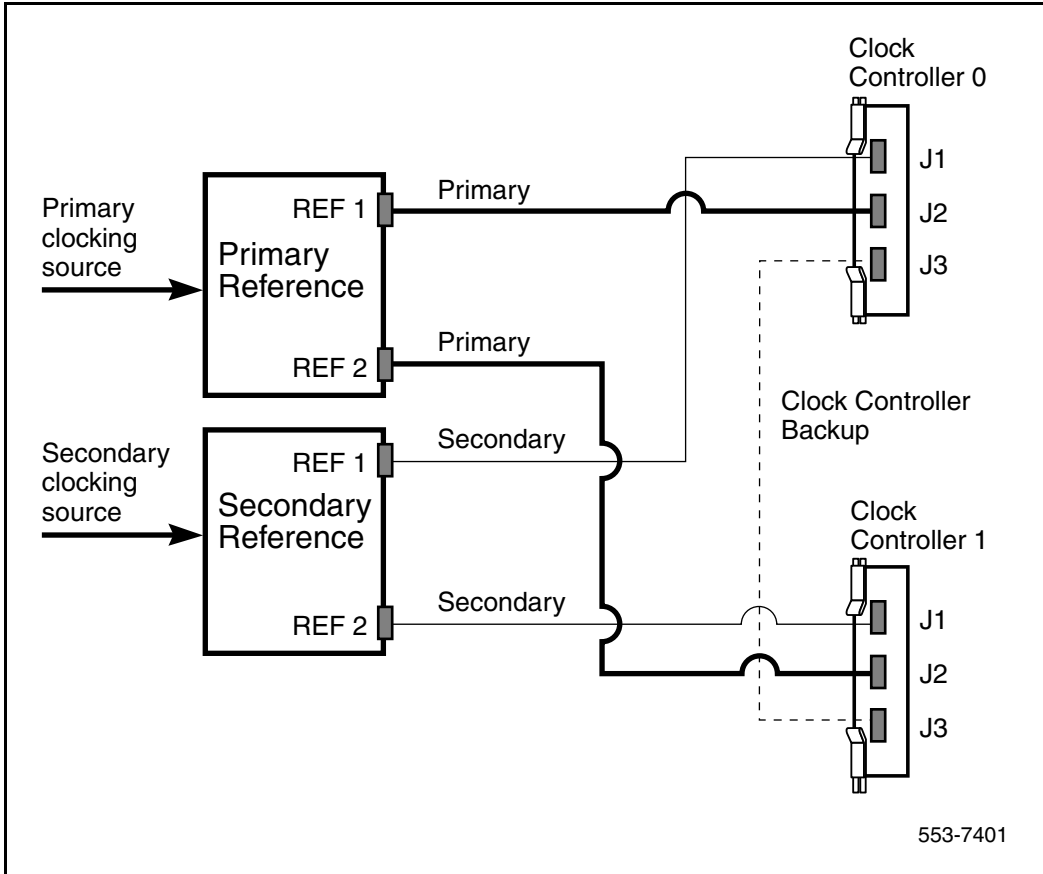 Clock
Controller 0
J1
J2
J3
Primary
clocking
source
REF 1
Primary
Reference
REF 2
Primary
Primary
Secondary
clocking
source
REF 1
Secondary
Reference
REF 2
Secondary
Secondary
Clock Controller
Backup
Clock
Controller 1
J1
J2
J3
553-7401